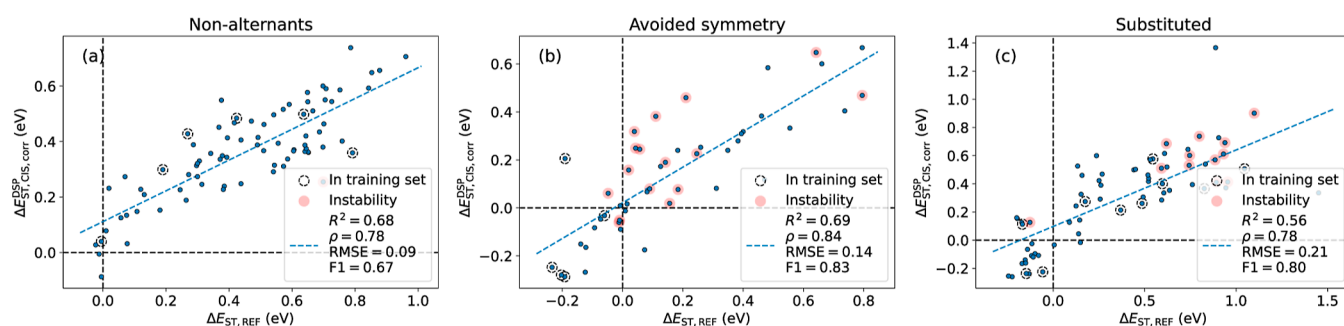 Non-alternants
(a)
0.6
0.4
0.2
0.0
ΔE^DSP_ST, CIS, corr (eV)
In training set
Instability
R² = 0.68
ρ = 0.78
RMSE = 0.09
F1 = 0.67
0.0 0.2 0.4 0.6 0.8 1.0
ΔE_ST, REF (eV)
Avoided symmetry
(b)
0.6
0.4
0.2
0.0
−0.2
ΔE^DSP_ST, CIS, corr (eV)
In training set
Instability
R² = 0.69
ρ = 0.84
RMSE = 0.14
F1 = 0.83
−0.2 0.0 0.2 0.4 0.6 0.8
ΔE_ST, REF (eV)
Substituted
(c)
1.4
1.2
1.0
0.8
0.6
0.4
0.2
0.0
−0.2
ΔE^DSP_ST, CIS, corr (eV)
In training set
Instability
R² = 0.56
ρ = 0.78
RMSE = 0.21
F1 = 0.80
0.0 0.5 1.0 1.5
ΔE_ST, REF (eV)